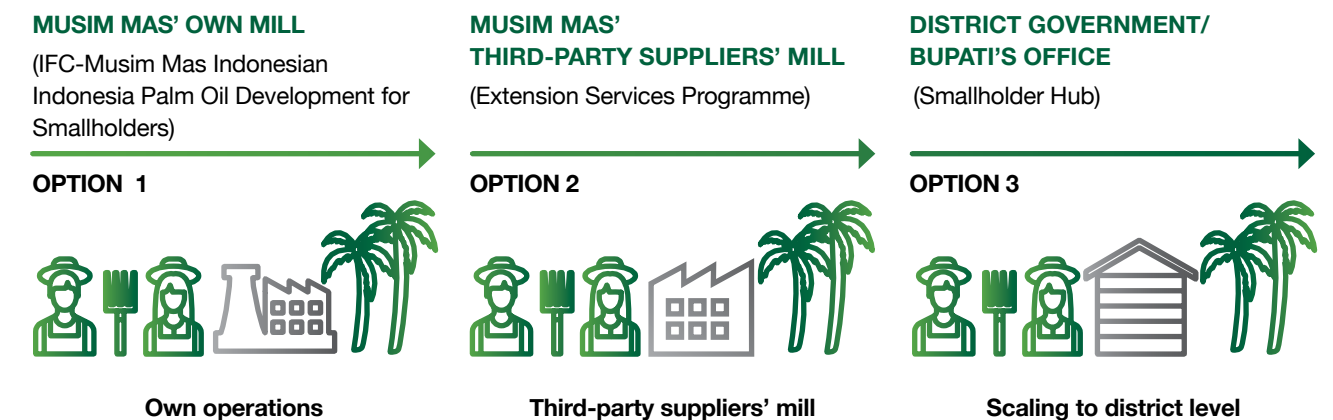 MUSIM MAS’ OWN MILL
(IFC-Musim Mas Indonesian
Indonesia Palm Oil Development for
Smallholders)
OPTION 1
Own operations
MUSIM MAS’
THIRD-PARTY SUPPLIERS’ MILL
(Extension Services Programme)
OPTION 2
Third-party suppliers’ mill
DISTRICT GOVERNMENT/
BUPATI’S OFFICE
(Smallholder Hub)
OPTION 3
Scaling to district level